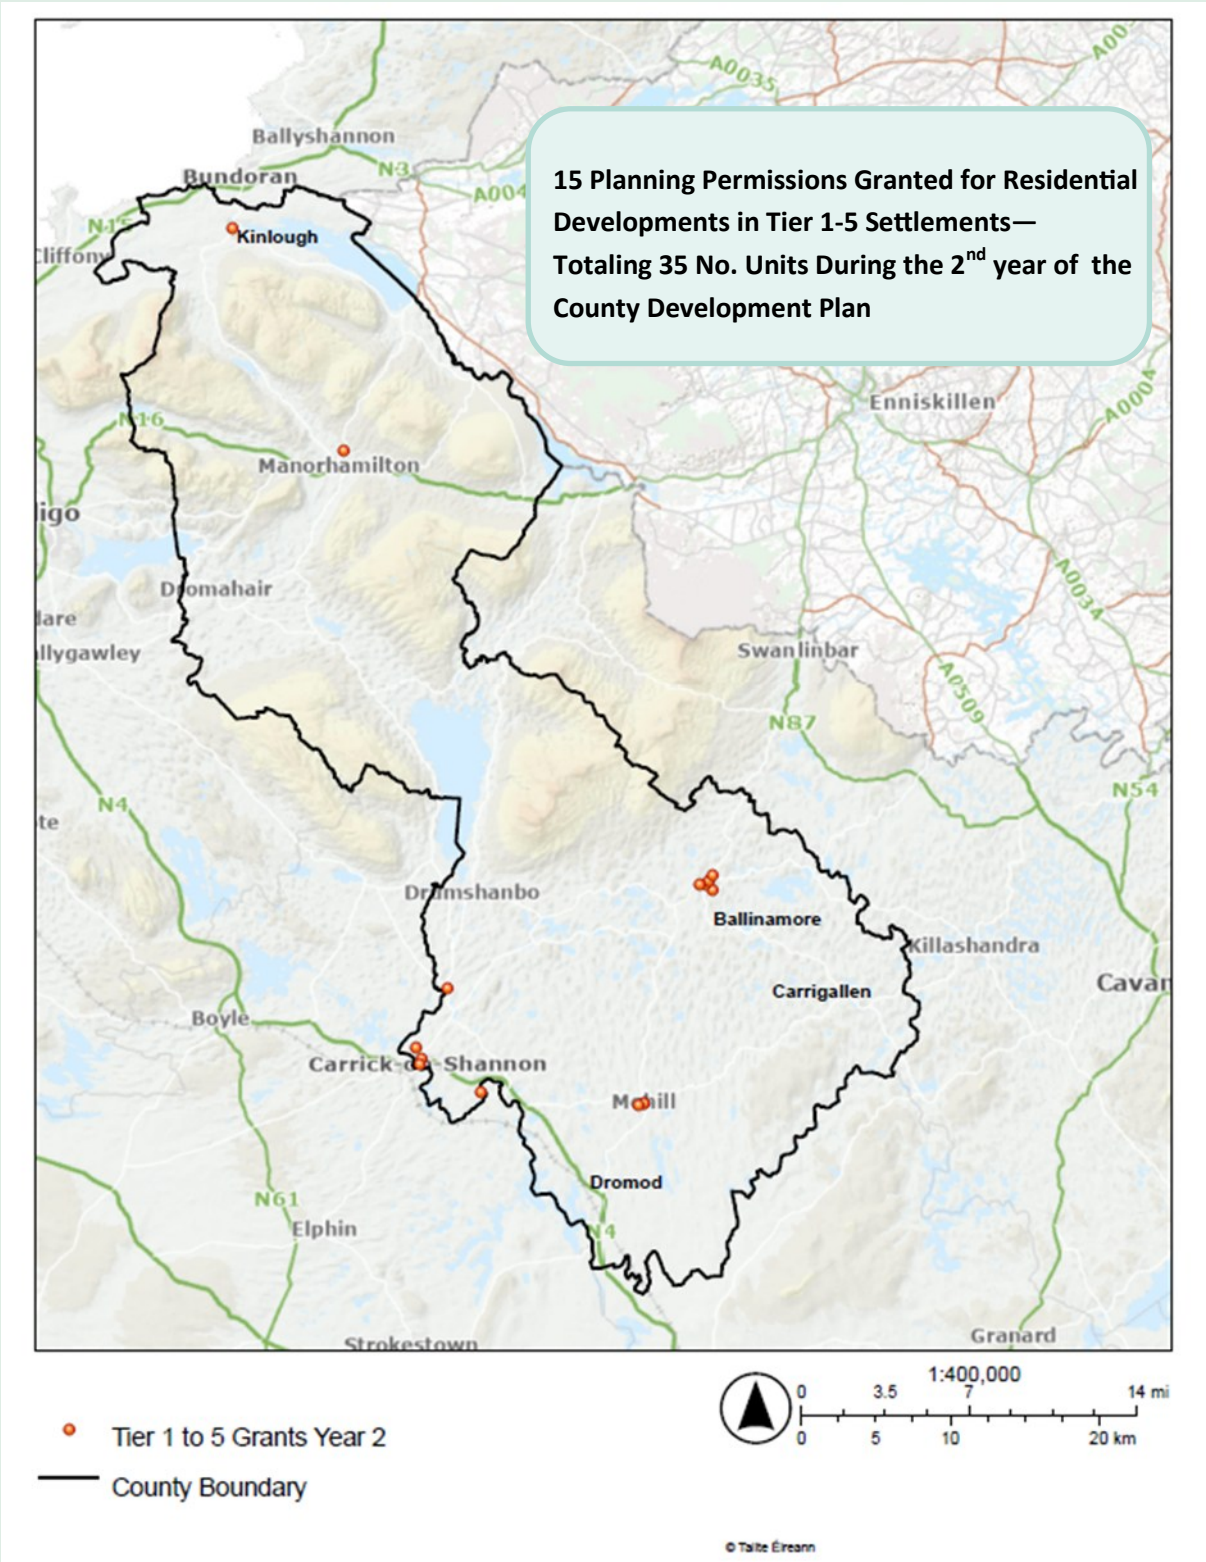 A0035
A00
Ballyshannon
N3
Bundoran
A004
15 Planning Permissions Granted for Residential
Developments in Tier 1-5 Settlements—
Totaling 35 No. Units During the 2nd year of the
County Development Plan
N15
Kinlough
Cliffony
Enniskillen
A000A
N16
Manorhamilton
igo
Dromahair
A0034
lare
llygawley
Swanlinbar
A0509
N87
N4
N54
te
Drumshanbo
Ballinamore
Killashandra
Carrigallen
Cavan
Boyle
Carrick-on-Shannon
Mohill
Dromod
N61
Elphin
N4
Strokestown
Granard
1:400,000
0 3.5 7 14 mi
0 5 10 20 km
Tier 1 to 5 Grants Year 2
County Boundary
© Tailte Éireann